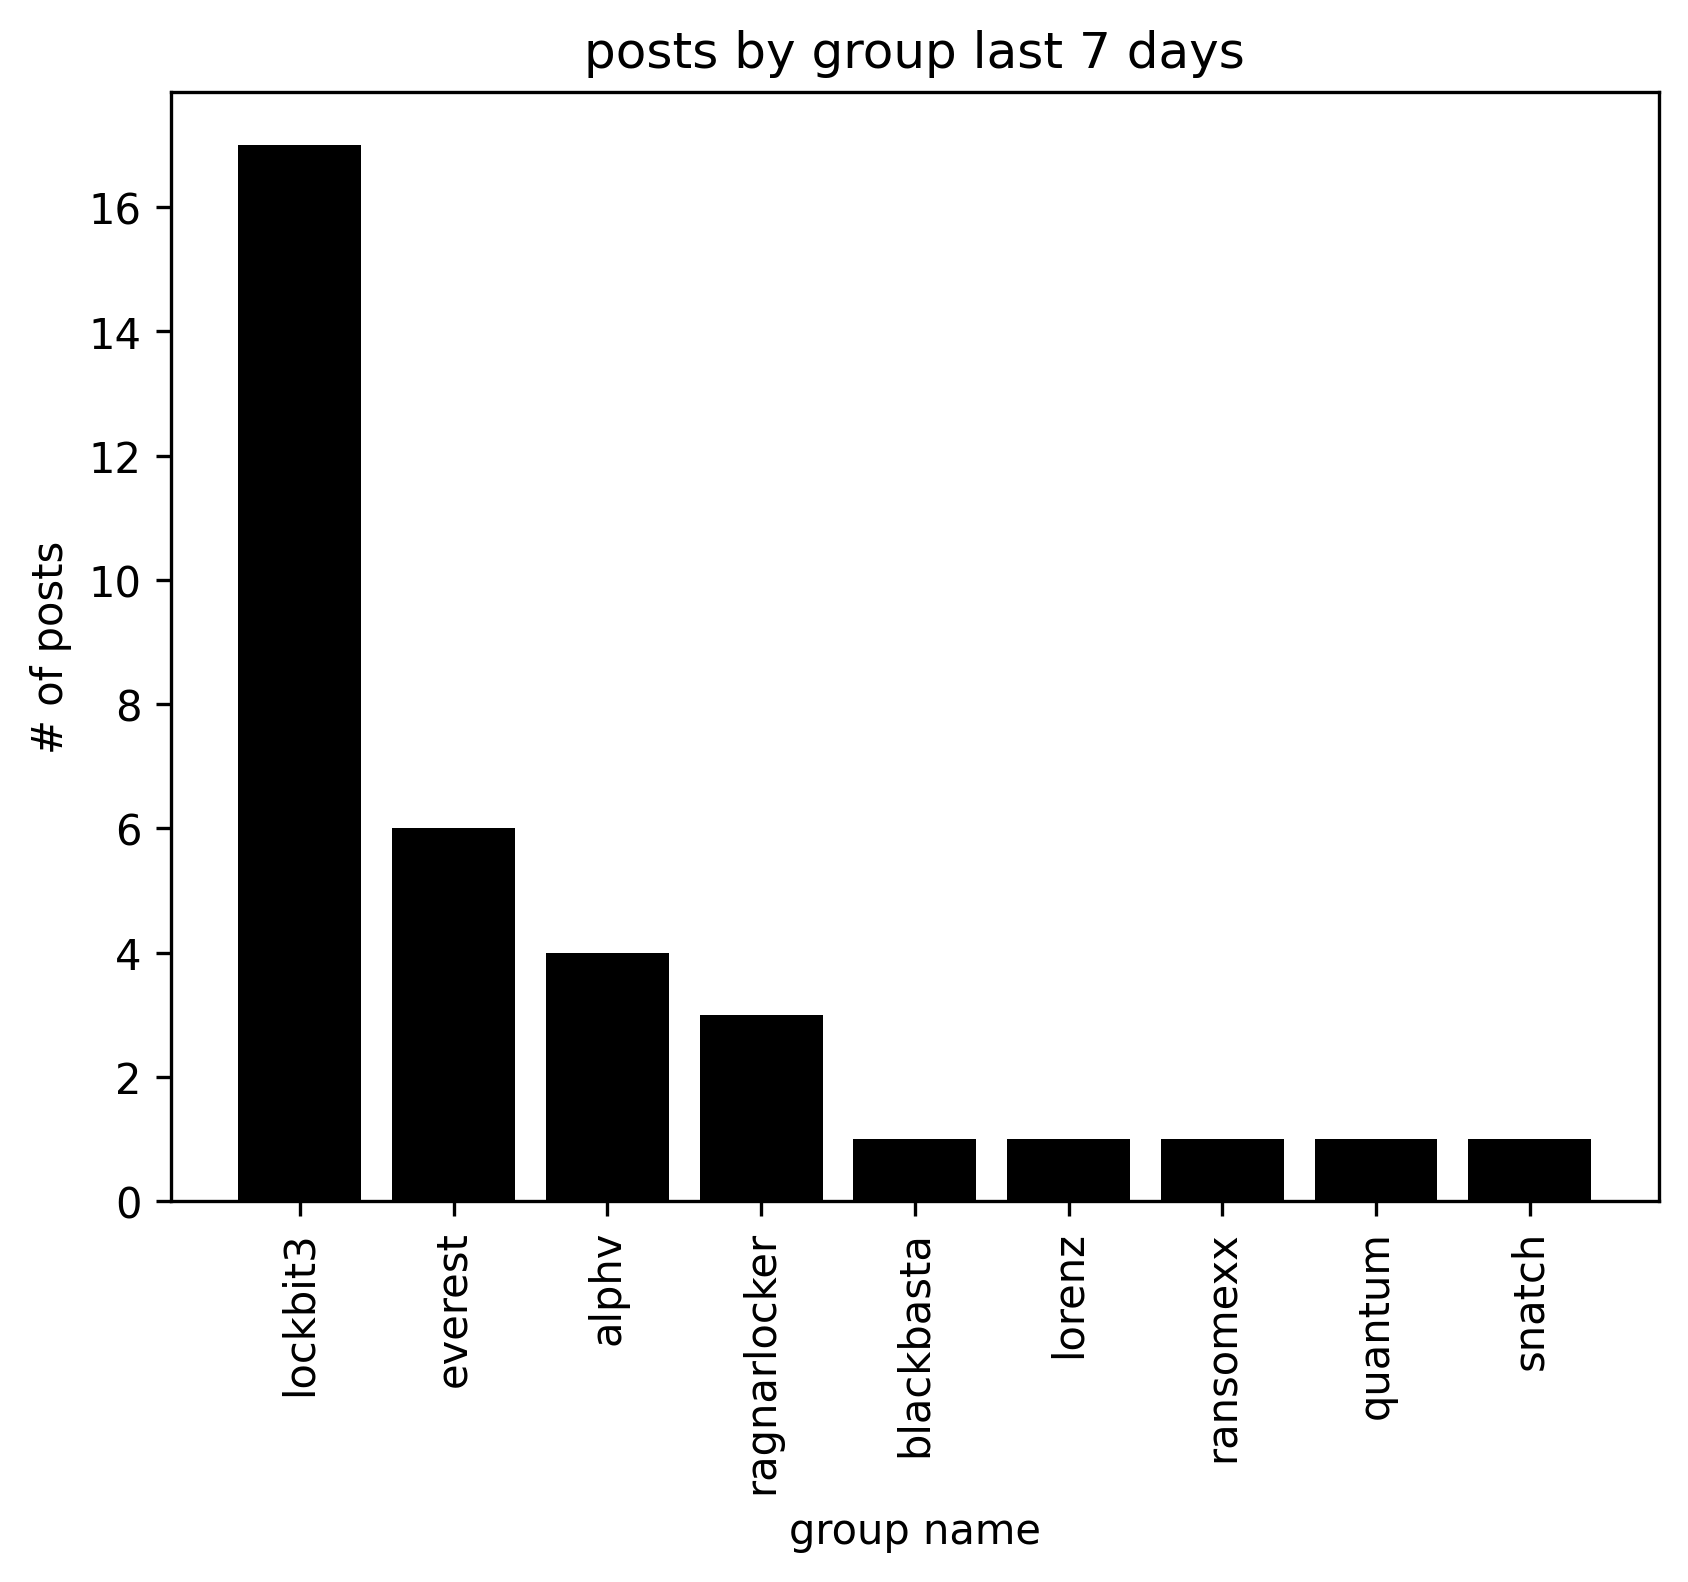 posts by group last 7 days
# of posts
16
14
12
10
8
6
4
2
0
lockbit3
everest
alphv
ragnarlocker
blackbasta
lorenz
ransomexx
quantum
snatch
group name